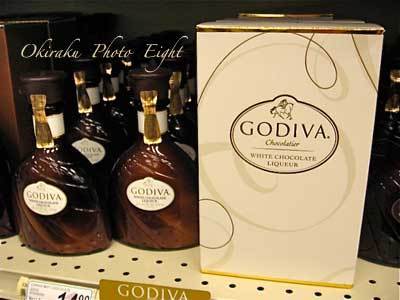 Okiraku Photo Eight
GODIVA
GODIVA
GODIVA
Chocolatier
WHITE CHOCOLATE
LIQUEUR
GODIVA